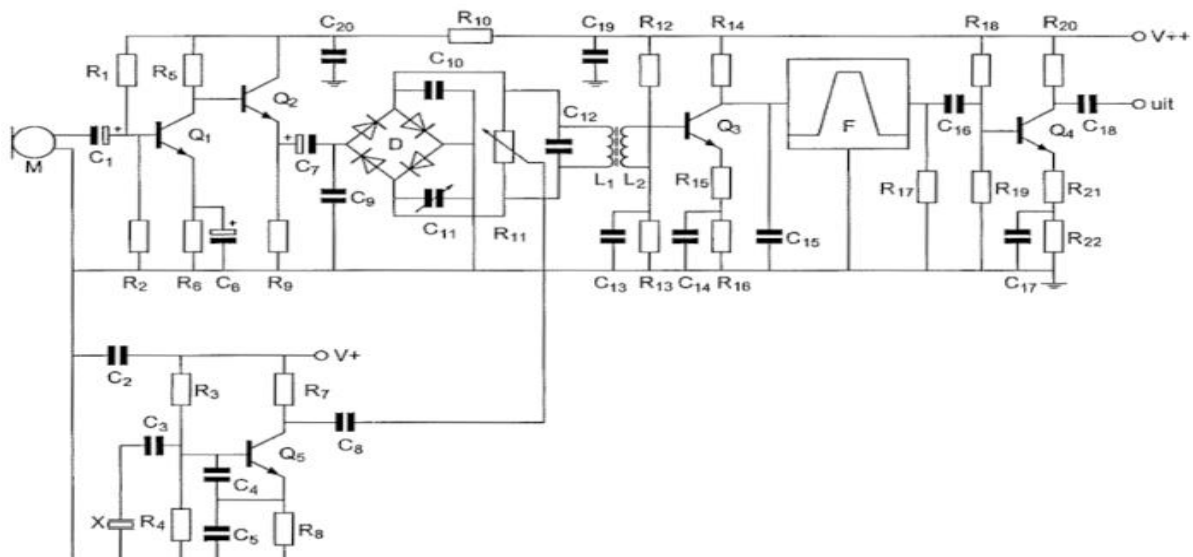 C20 R10 C19 R12 R14 R18 R20
V++
R1 R5 C10
Q2 C12 uit
Q1 Q3 F C16 Q4 C18
M C1 + + C7 D L1 L2
R15 R17 R19 R21
C9
+ C11 R11 C15 R22
R2 R6 C6 R9 C13 R13 C14 R16 C17
C2 V+
R3 R7
C3 C8
Q5
C4
X R4 C5 R8